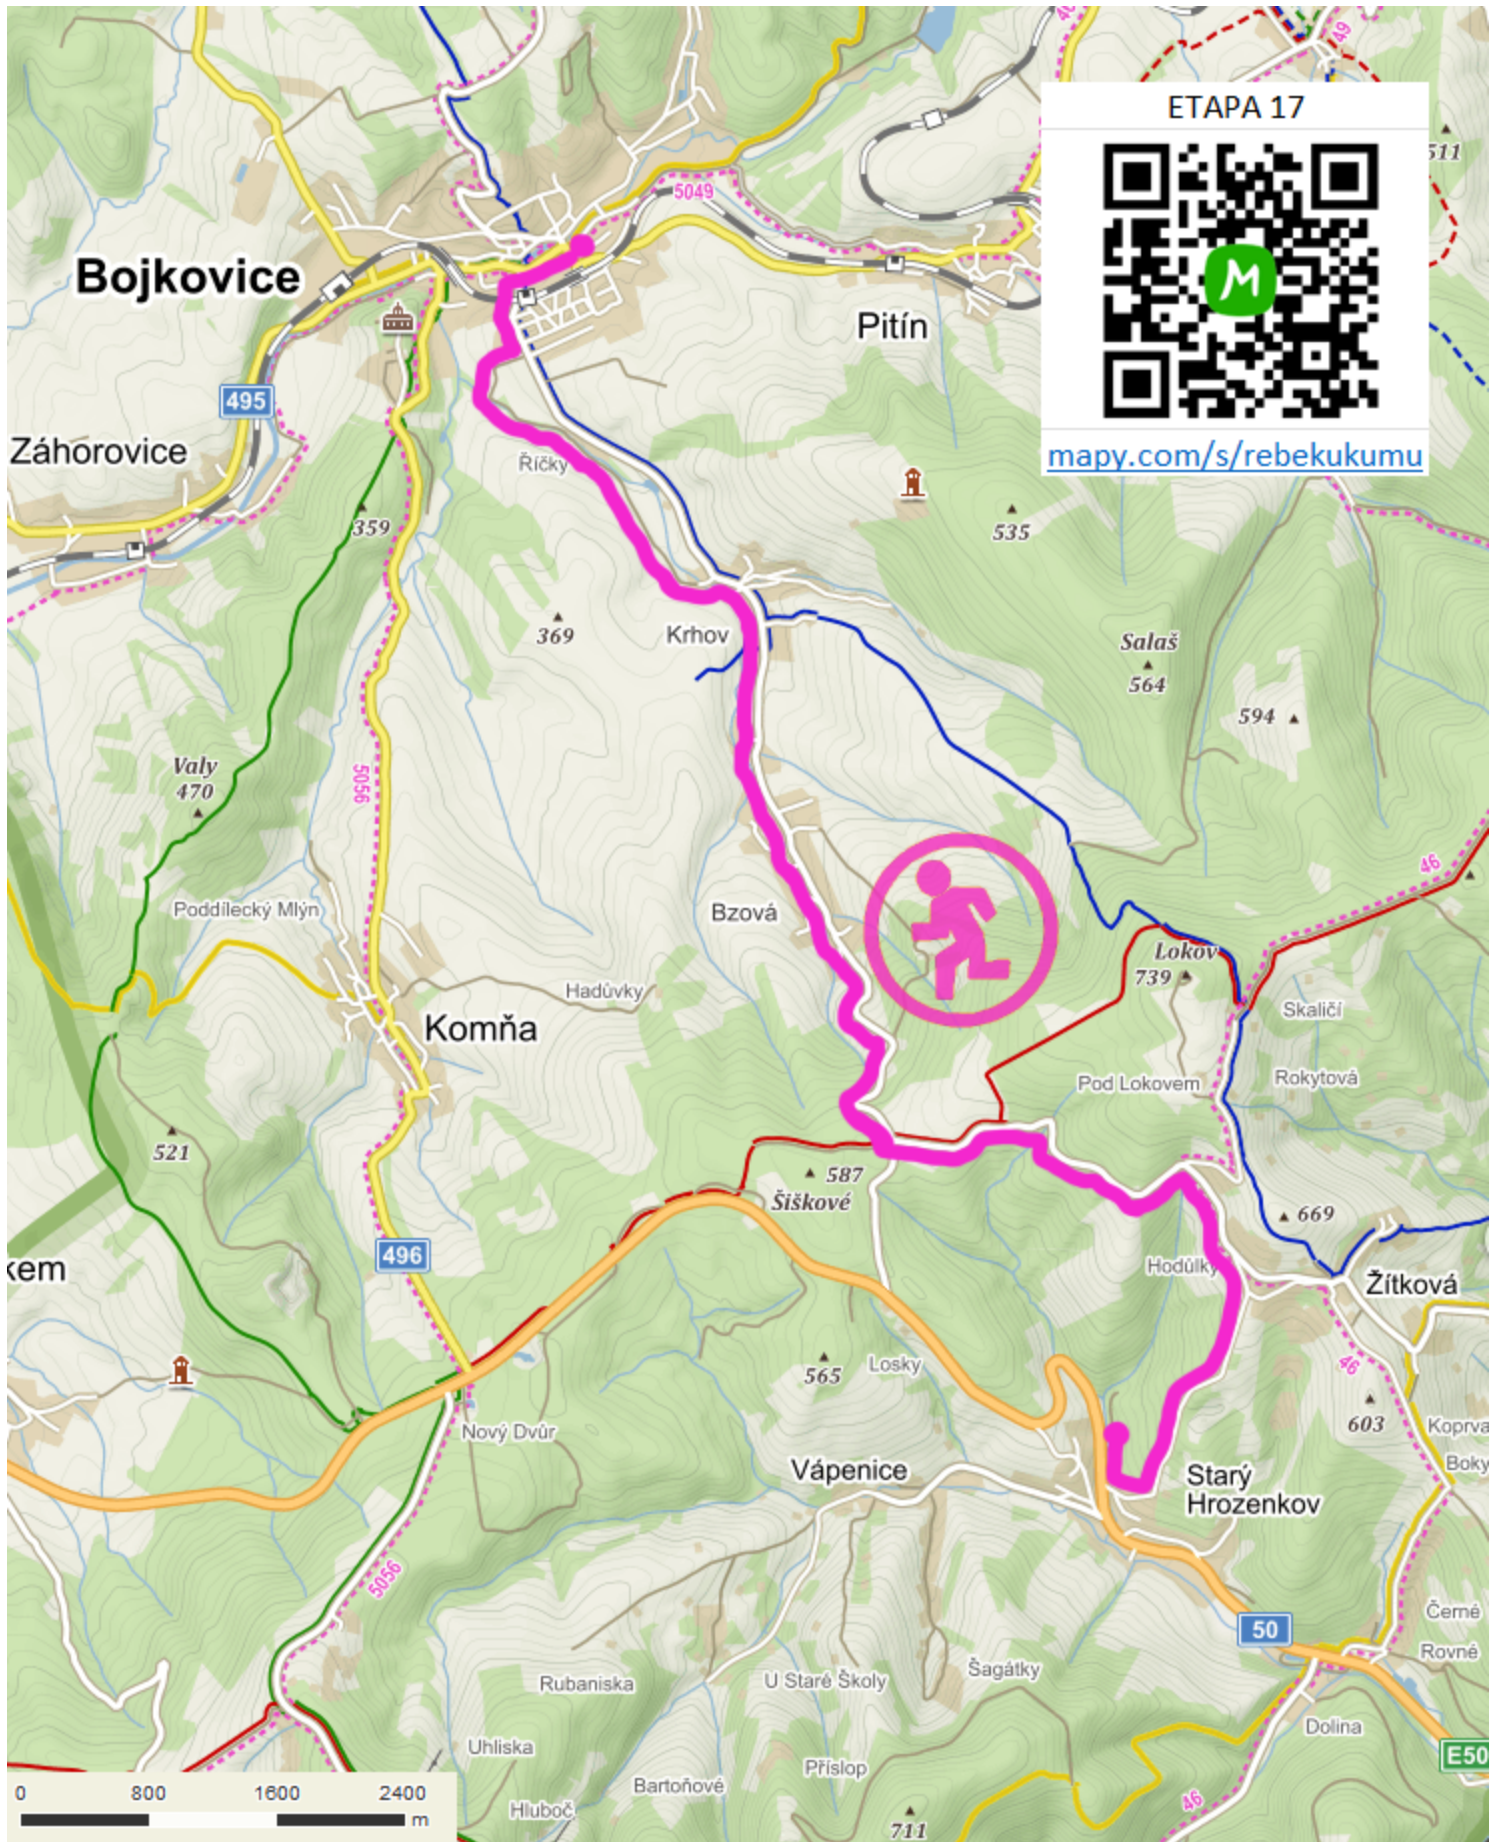 46
49
ETAPA 17
511
5049
Bojkovice
Pitín
495
mapy.com/s/rebekukumu
Záhorovice
Říčky
359
535
369
Krhov
Salaš
564
594
Valy
470
5056
46
Poddílecký Mlýn
Bzová
Lokov
739
Hadůvky
Skaličí
Komňa
Pod Lokovem
Rokytová
521
587
Šiškové
669
496
Hodůlky
kem
Žítková
565
Losky
46
603
Koprva
Nový Dvůr
Boky
Vápenice
Starý
Hrozenkov
5056
Černé
50
Rovné
Rubaniska
U Staré Školy
Šagátky
Dolina
Uhliska
E50
Příslop
Bartoňové
0 800 1600 2400
m
Hluboč
46
711